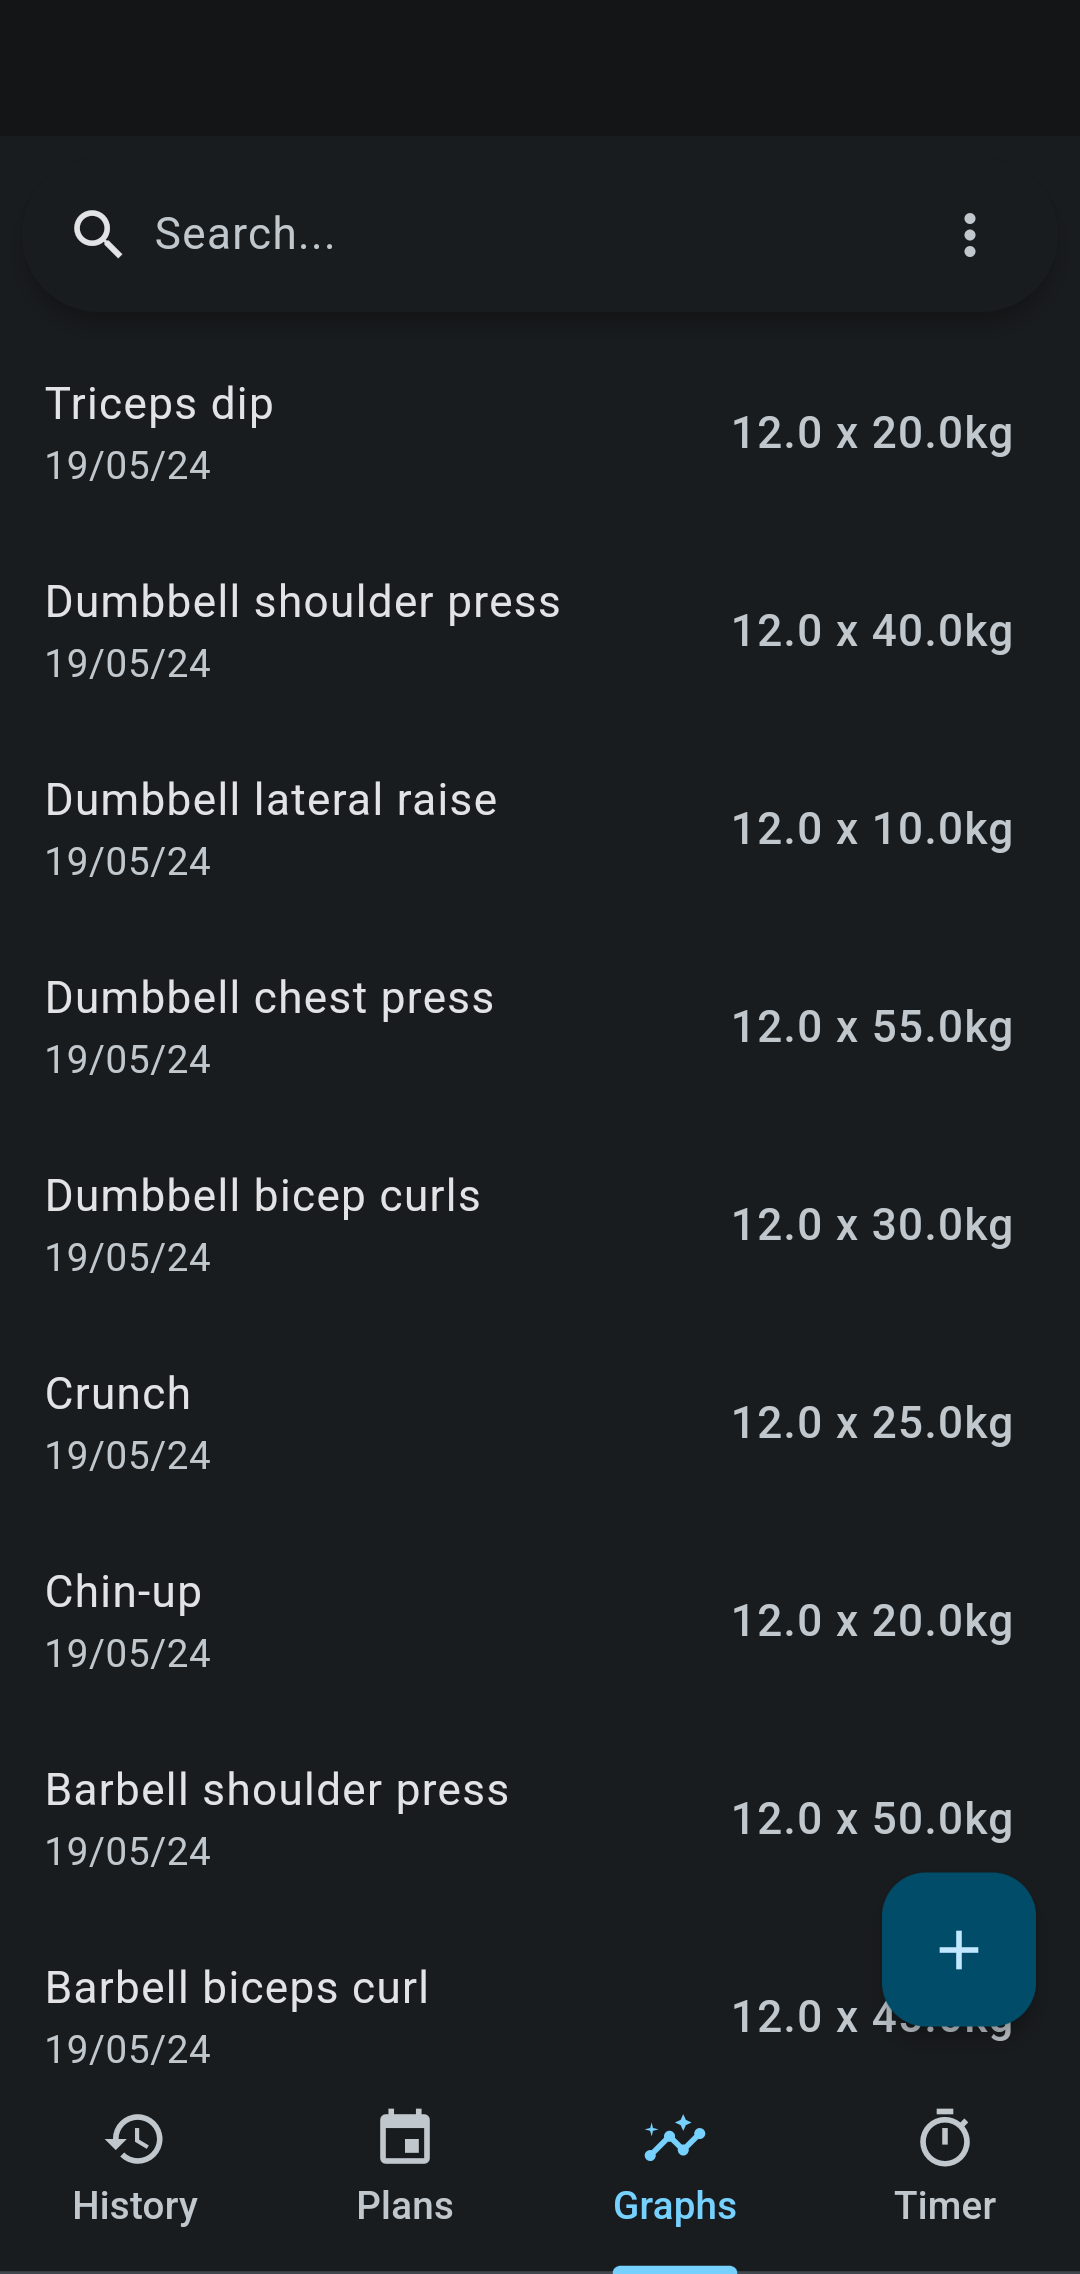 Search...
Triceps dip
19/05/24
12.0 x 20.0kg
Dumbbell shoulder press
19/05/24
12.0 x 40.0kg
Dumbbell lateral raise
19/05/24
12.0 x 10.0kg
Dumbbell chest press
19/05/24
12.0 x 55.0kg
Dumbbell bicep curls
19/05/24
12.0 x 30.0kg
Crunch
19/05/24
12.0 x 25.0kg
Chin-up
19/05/24
12.0 x 20.0kg
Barbell shoulder press
19/05/24
12.0 x 50.0kg
Barbell biceps curl
19/05/24
12.0 x
History
Plans
Graphs
Timer